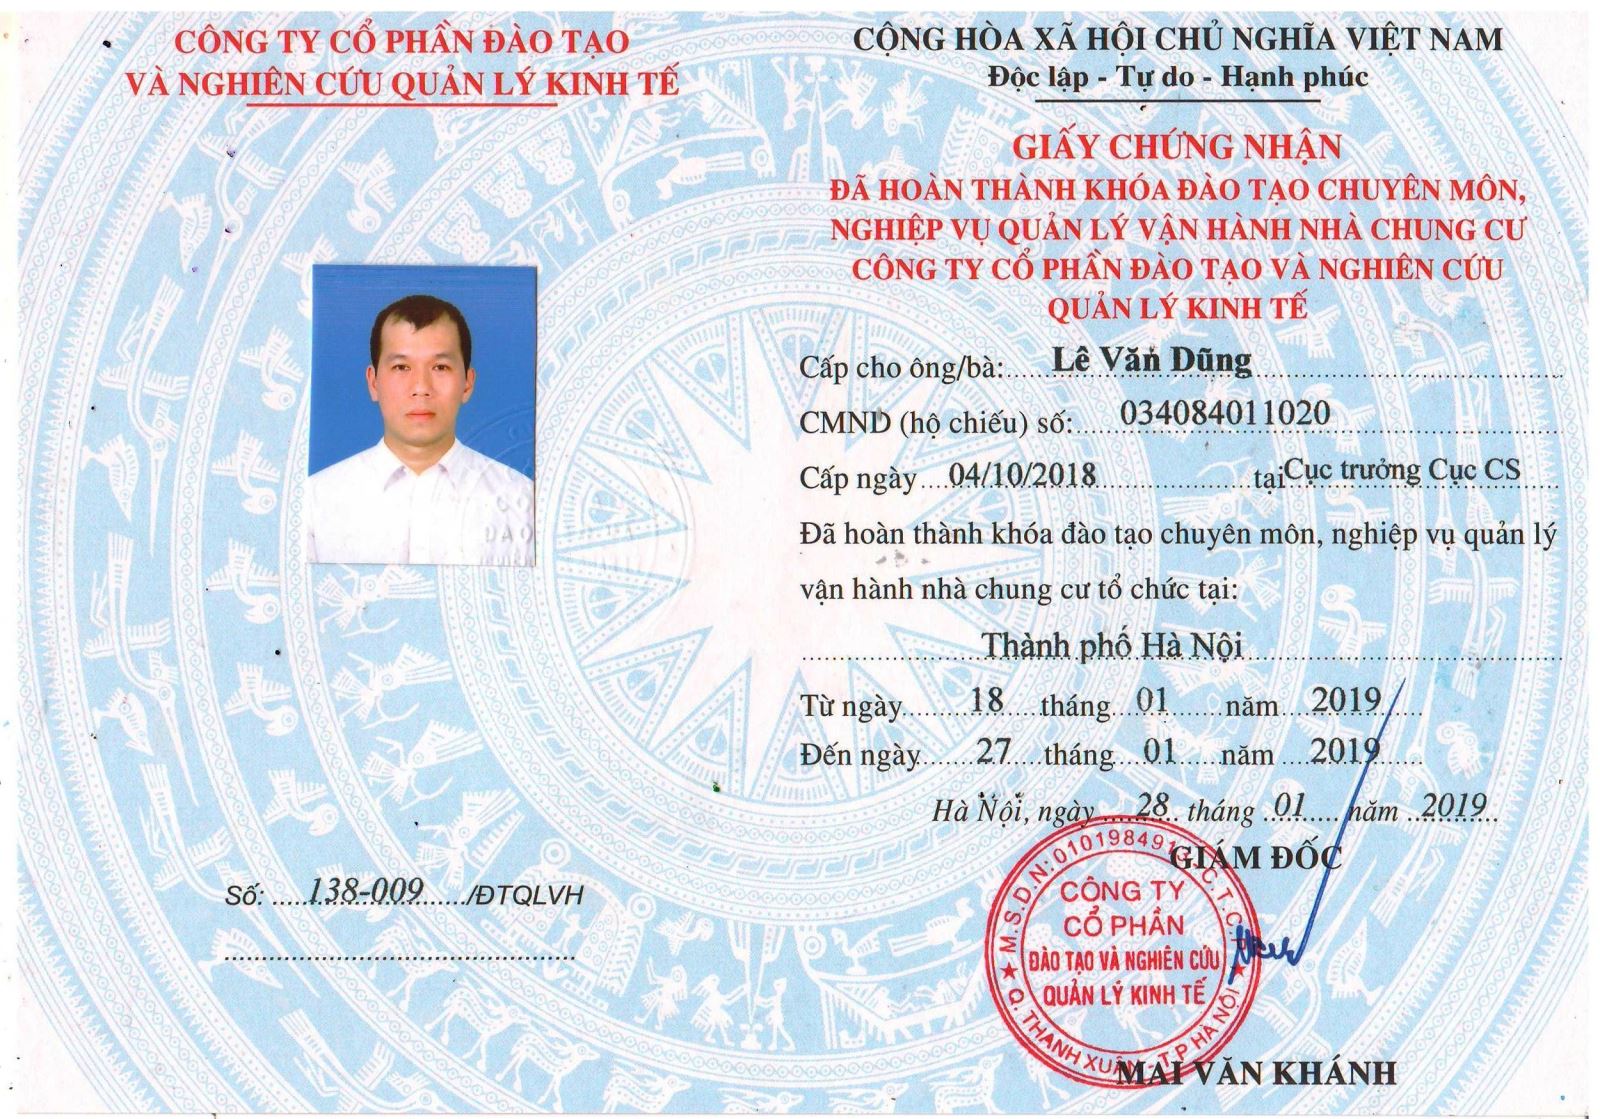 CÔNG TY CỔ PHẦN ĐÀO TẠO
VÀ NGHIÊN CỨU QUẢN LÝ KINH TẾ
CỘNG HÒA XÃ HỘI CHỦ NGHĨA VIỆT NAM
Độc lập - Tự do - Hạnh phúc
GIẤY CHỨNG NHẬN
ĐÃ HOÀN THÀNH KHÓA ĐÀO TẠO CHUYÊN MÔN,
NGHIỆP VỤ QUẢN LÝ VẬN HÀNH NHÀ CHUNG CƯ
CÔNG TY CỔ PHẦN ĐÀO TẠO VÀ NGHIÊN CỨU
QUẢN LÝ KINH TẾ
Cấp cho ông/bà: Lê Văn Dũng
CMND (hộ chiếu) số: 034084011020
Cấp ngày 04/10/2018 tại Cục trưởng Cục CS
Đã hoàn thành khóa đào tạo chuyên môn, nghiệp vụ quản lý
vận hành nhà chung cư tổ chức tại:
Thành phố Hà Nội
Từ ngày 18 tháng 01 năm 2019
Đến ngày 27 tháng 01 năm 2019
Hà Nội, ngày 28 tháng 01 năm 2019
GIÁM ĐỐC
Số: 138-009/ĐTQLVH
M.S.D.N: C.T.C.P
CÔNG TY
CỔ PHẦN
ĐÀO TẠO VÀ NGHIÊN CỨU
QUẢN LÝ KINH TẾ
Q. THANH XUÂN - T.P HÀ NỘI
MAI VĂN KHÁNH